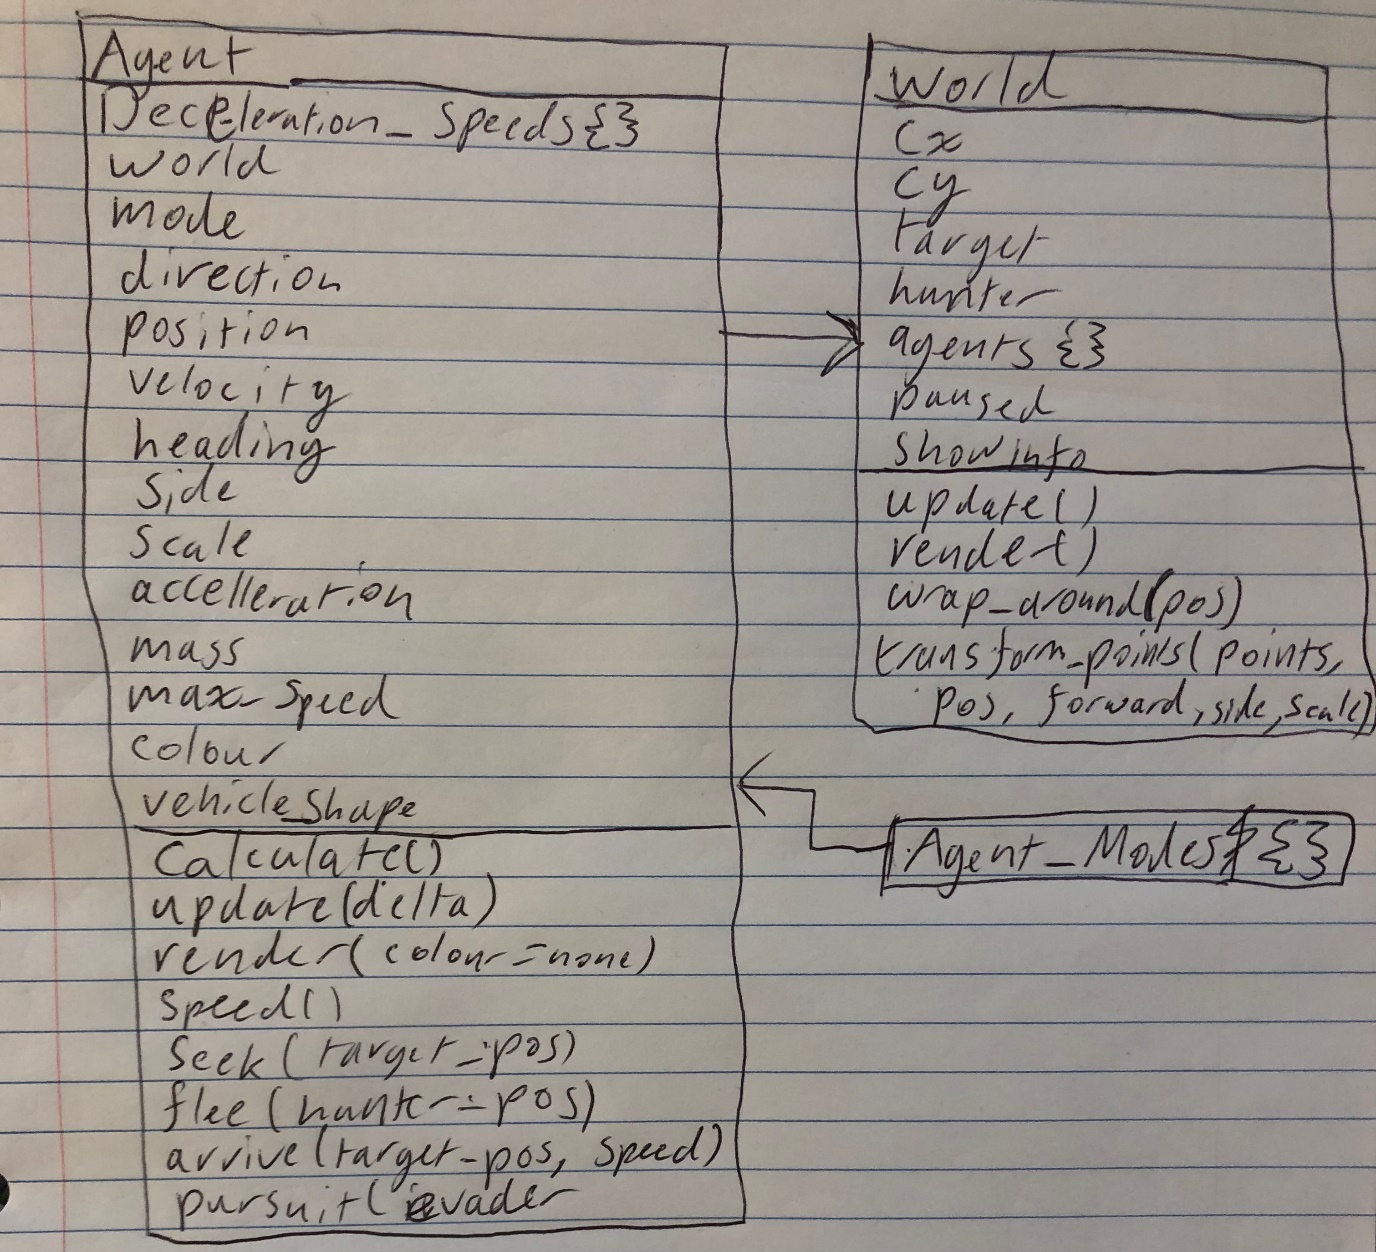 Agent
Deceleration_Speeds{}
world
mode
direction
position
velocity
heading
side
scale
accelleration
mass
max_speed
colour
vehicle_shape
Calculate()
update(delta)
render(colour=none)
speed()
seek(target_pos)
flee(hunter_pos)
arrive(target_pos, speed)
pursuit(evader
World
cx
cy
target
hunter
agents{}
paused
showinfo
update()
render()
wrap_around(pos)
transform_points(points,
pos, forward, side, scale)
Agent_Modes{}